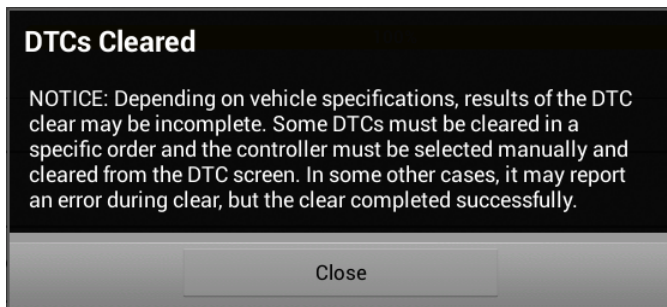 DTCs Cleared
NOTICE: Depending on vehicle specifications, results of the DTC
clear may be incomplete. Some DTCs must be cleared in a
specific order and the controller must be selected manually and
cleared from the DTC screen. In some other cases, it may report
an error during clear, but the clear completed successfully.
Close